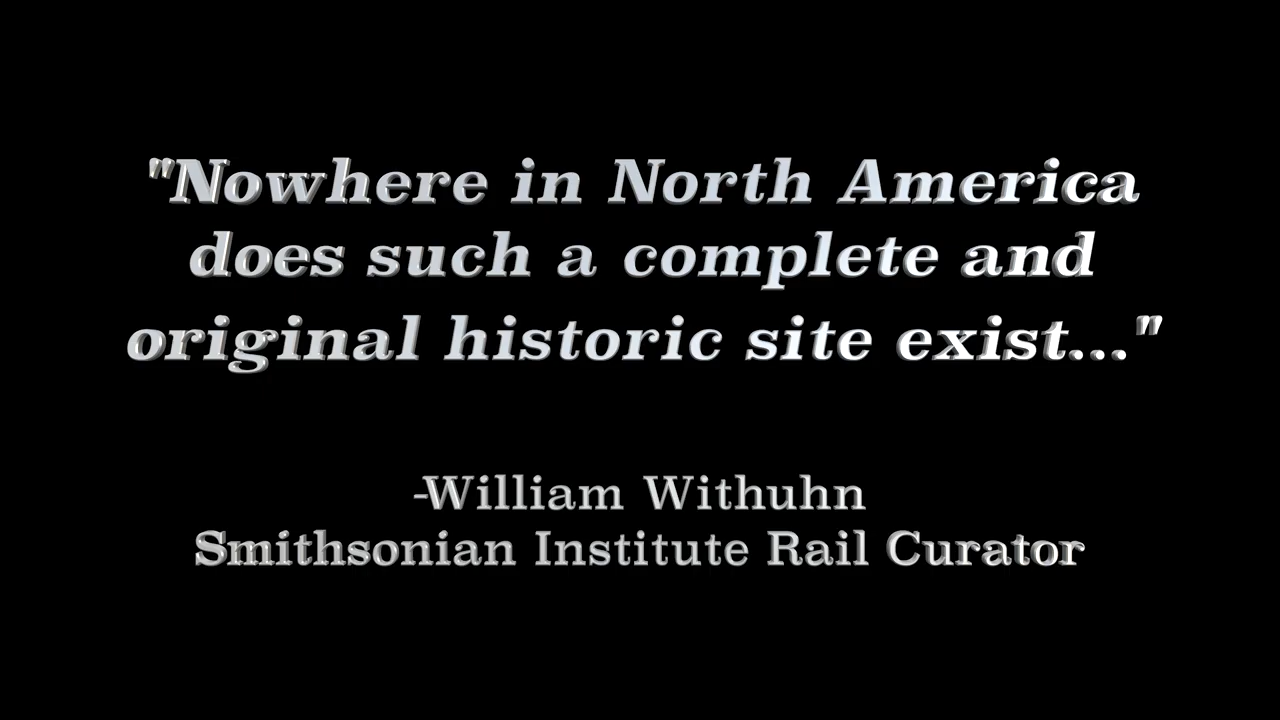 "Nowhere in North America
does such a complete and
original historic site exist..."
-William Withuhn
Smithsonian Institute Rail Curator